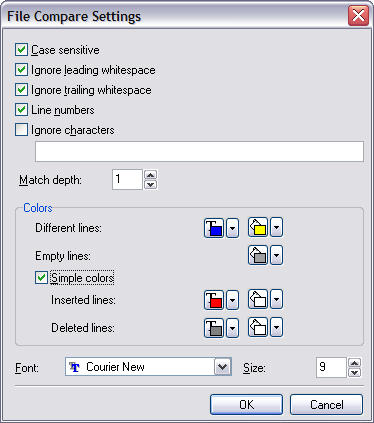 File Compare Settings
Case sensitive
Ignore leading whitespace
Ignore trailing whitespace
Line numbers
Ignore characters
Match depth: 1
Colors
Different lines:
Empty lines:
Simple colors
Inserted lines:
Deleted lines:
Font: Courier New Size: 9
OK Cancel